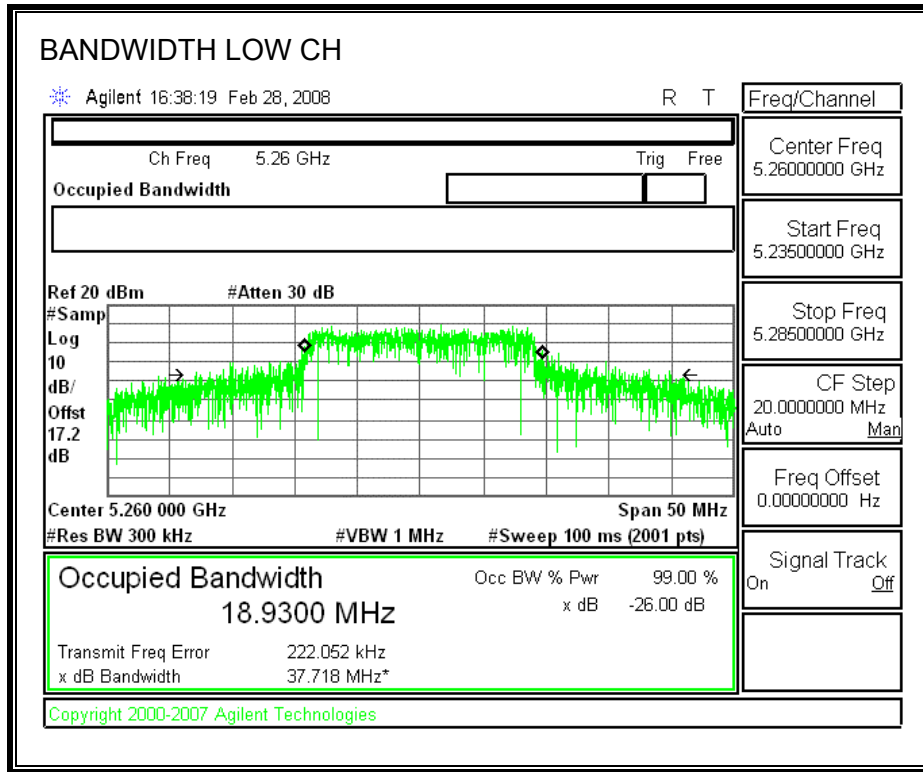 BANDWIDTH LOW CH
Agilent 16:38:19 Feb 28, 2008 R T
Freq/Channel
Ch Freq 5.26 GHz Trig Free
Occupied Bandwidth
Center Freq
5.26000000 GHz
Start Freq
5.23500000 GHz
Stop Freq
5.28500000 GHz
CF Step
20.0000000 MHz
Auto Man
Freq Offset
0.00000000 Hz
Signal Track
On Off
Ref 20 dBm #Atten 30 dB
#Samp
Log
10
dB/
Offst
17.2
dB
Center 5.260 000 GHz Span 50 MHz
#Res BW 300 kHz #VBW 1 MHz #Sweep 100 ms (2001 pts)
Occupied Bandwidth
18.9300 MHz
Occ BW % Pwr 99.00 %
x dB -26.00 dB
Transmit Freq Error 222.052 kHz
x dB Bandwidth 37.718 MHz*
Copyright 2000-2007 Agilent Technologies